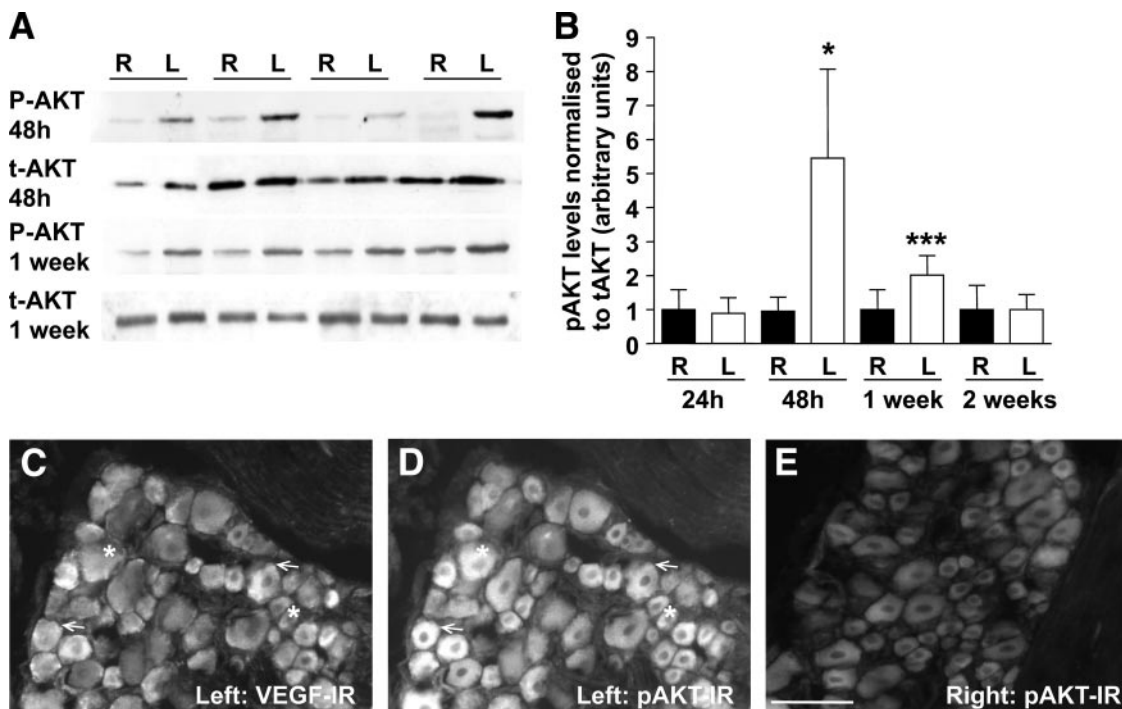 A
R L R L R L R L
P-AKT
48h
t-AKT
48h
P-AKT
1 week
t-AKT
1 week
B
pAKT levels normalised
to tAKT (arbitrary units)
9
8
7
6
5
4
3
2
1
0
*
***
R L R L R L R L
24h 48h 1 week 2 weeks
C
*
*
Left: VEGF-IR
D
*
*
Left: pAKT-IR
E
Right: pAKT-IR